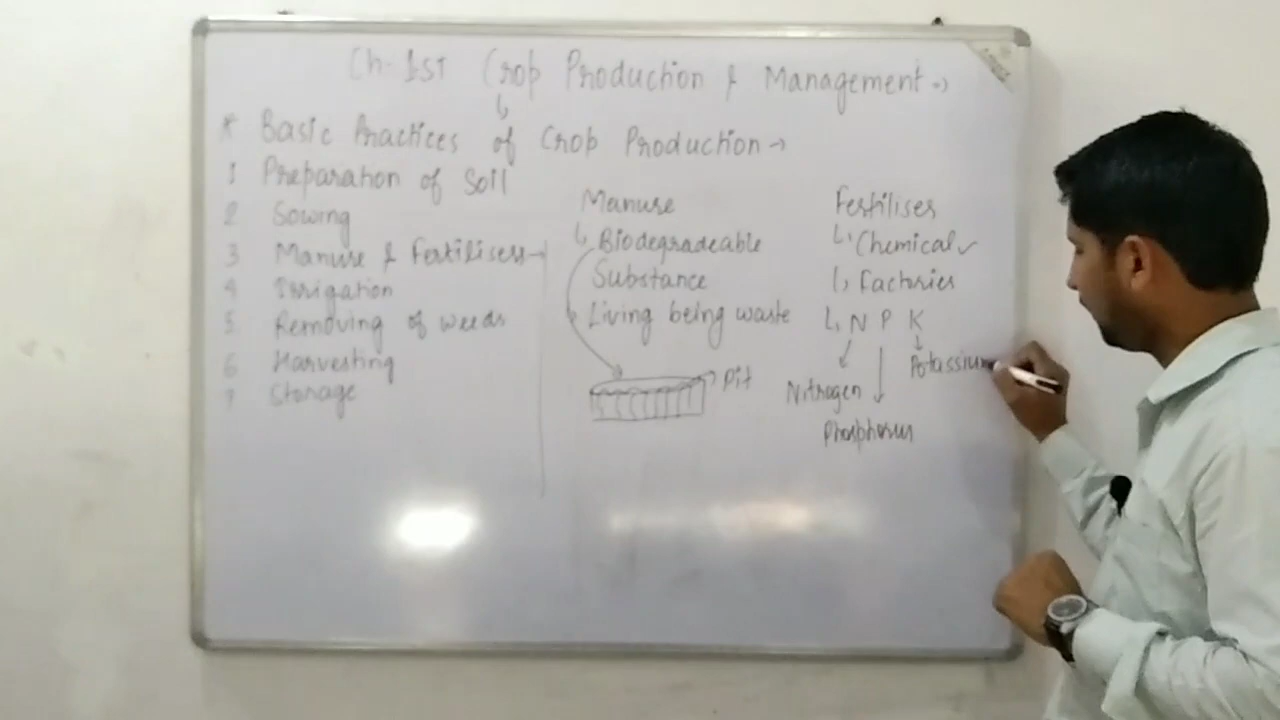 Ch-1st Crop Production & Management →
* Basic Practices of Crop Production →
1 Preparation of Soil
2 Sowing
3 Manure & Fertilisers →
4 Irrigation
5 Removing of weeds
6 Harvesting
7 Storage
Manure
Biodegradeable
Substance
Living being waste
Pit
Fertilises
Chemical ✓
Factories
N P K
Potassium
Nitrogen
Phosphorus